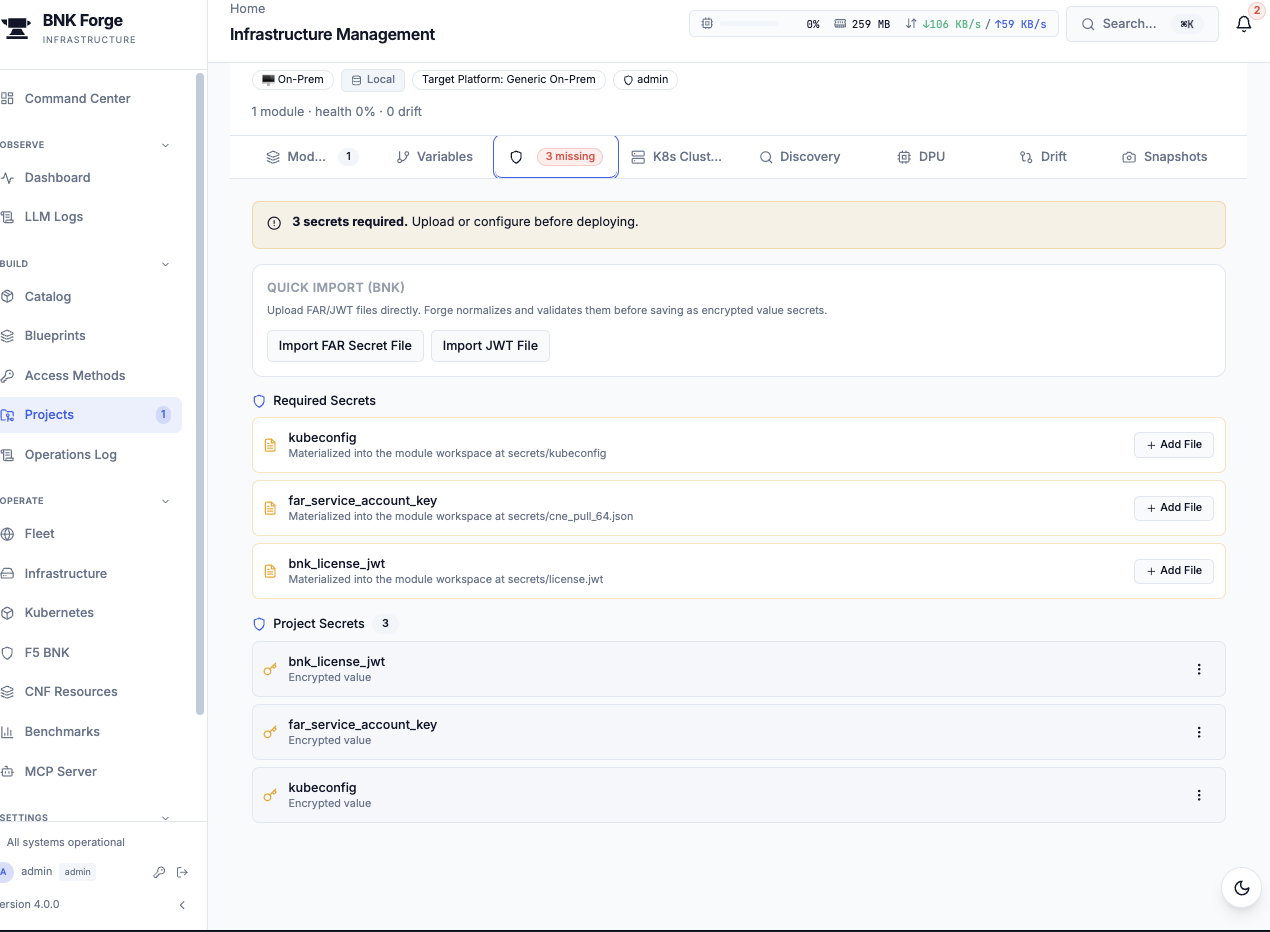 BNK Forge
INFRASTRUCTURE
Command Center
OBSERVE
Dashboard
LLM Logs
BUILD
Catalog
Blueprints
Access Methods
Projects 1
Operations Log
OPERATE
Fleet
Infrastructure
Kubernetes
F5 BNK
CNF Resources
Benchmarks
MCP Server
SETTINGS
All systems operational
A admin admin
ersion 4.0.0
Home
Infrastructure Management
0% 259 MB ↓106 KB/s / ↑59 KB/s
Search... ⌘K
2
On-Prem Local Target Platform: Generic On-Prem admin
1 module · health 0% · 0 drift
Mod... 1 Variables 3 missing K8s Clust... Discovery DPU Drift Snapshots
3 secrets required. Upload or configure before deploying.
QUICK IMPORT (BNK)
Upload FAR/JWT files directly. Forge normalizes and validates them before saving as encrypted value secrets.
Import FAR Secret File Import JWT File
Required Secrets
kubeconfig
Materialized into the module workspace at secrets/kubeconfig
+ Add File
far_service_account_key
Materialized into the module workspace at secrets/cne_pull_64.json
+ Add File
bnk_license_jwt
Materialized into the module workspace at secrets/license.jwt
+ Add File
Project Secrets 3
bnk_license_jwt
Encrypted value
far_service_account_key
Encrypted value
kubeconfig
Encrypted value